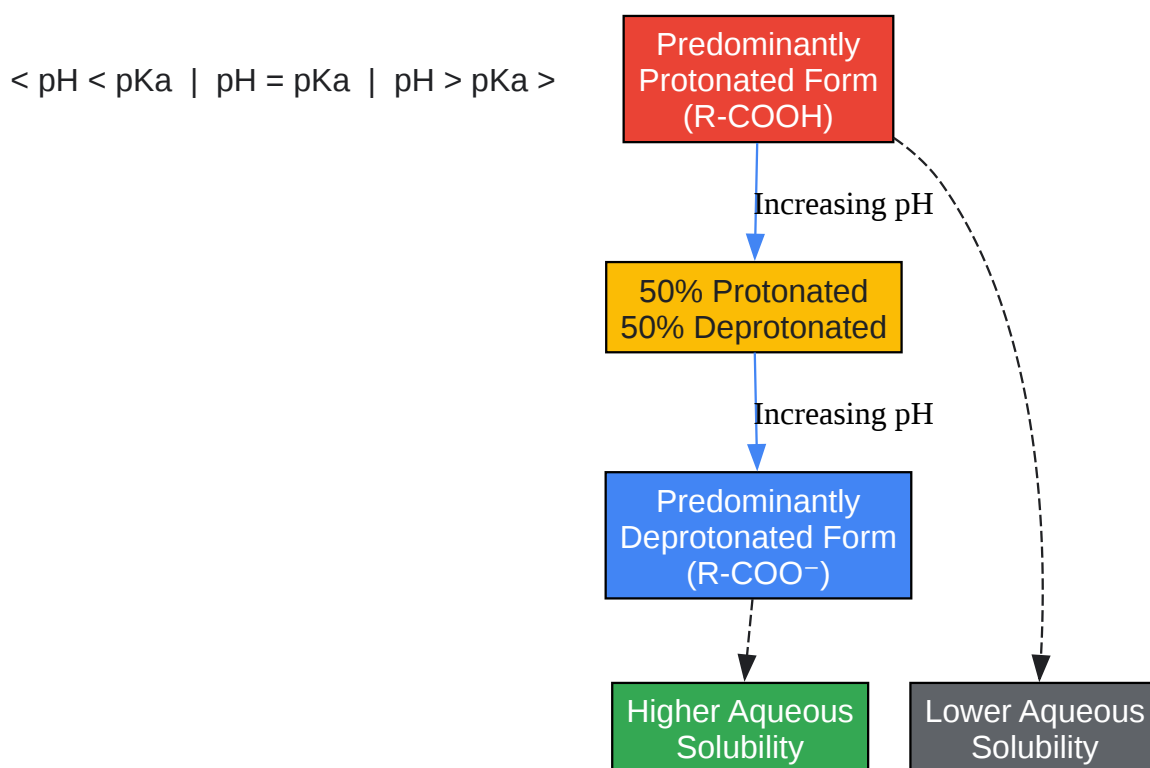 Predominantly
Protonated Form
(R-COOH)
< pH < pKa | pH = pKa | pH > pKa >
Increasing pH
50% Protonated
50% Deprotonated
Increasing pH
Predominantly
Deprotonated Form
(R-COO⁻)
Higher Aqueous
Solubility
Lower Aqueous
Solubility